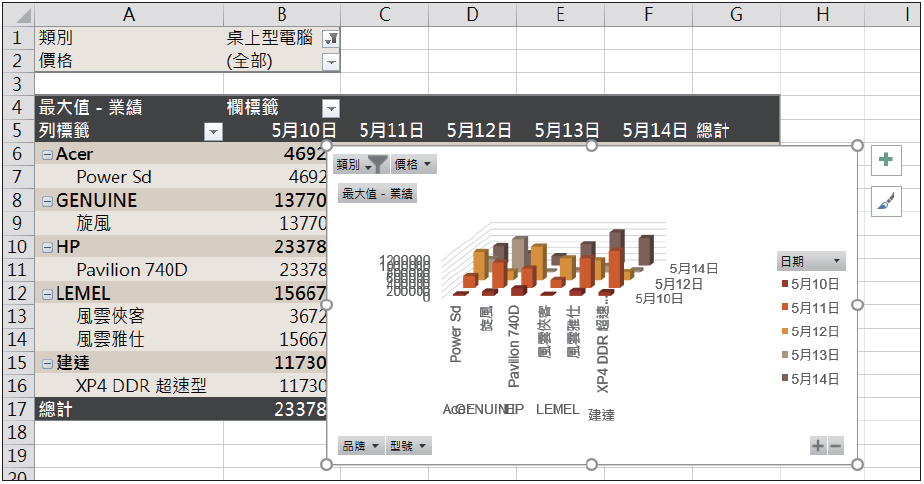 A B C D E F G H I
1 類別 桌上型電腦
2 價格 (全部)
3
4 最大值 - 業績 欄標籤
5 列標籤 5月10日 5月11日 5月12日 5月13日 5月14日 總計
6 Acer 4692
7 Power Sd 4692
8 GENUINE 13770
9 旋風 13770
10 HP 23378
11 Pavilion 740D 23378
12 LEMEL 15667
13 風雲俠客 3672
14 風雲雅仕 15667
15 建達 11730
16 XP4 DDR 超速型 11730
17 總計 23378
18
19
20
類別 價格
最大值 - 業績
1200000
1000000
800000
600000
400000
200000
0
5月14日
5月12日
5月10日
Power Sd
旋風
Pavilion 740D
風雲俠客
風雲雅仕
XP4 DDR 超速...
Acer GENUINE HP LEMEL 建達
日期
5月10日
5月11日
5月12日
5月13日
5月14日
品牌 型號